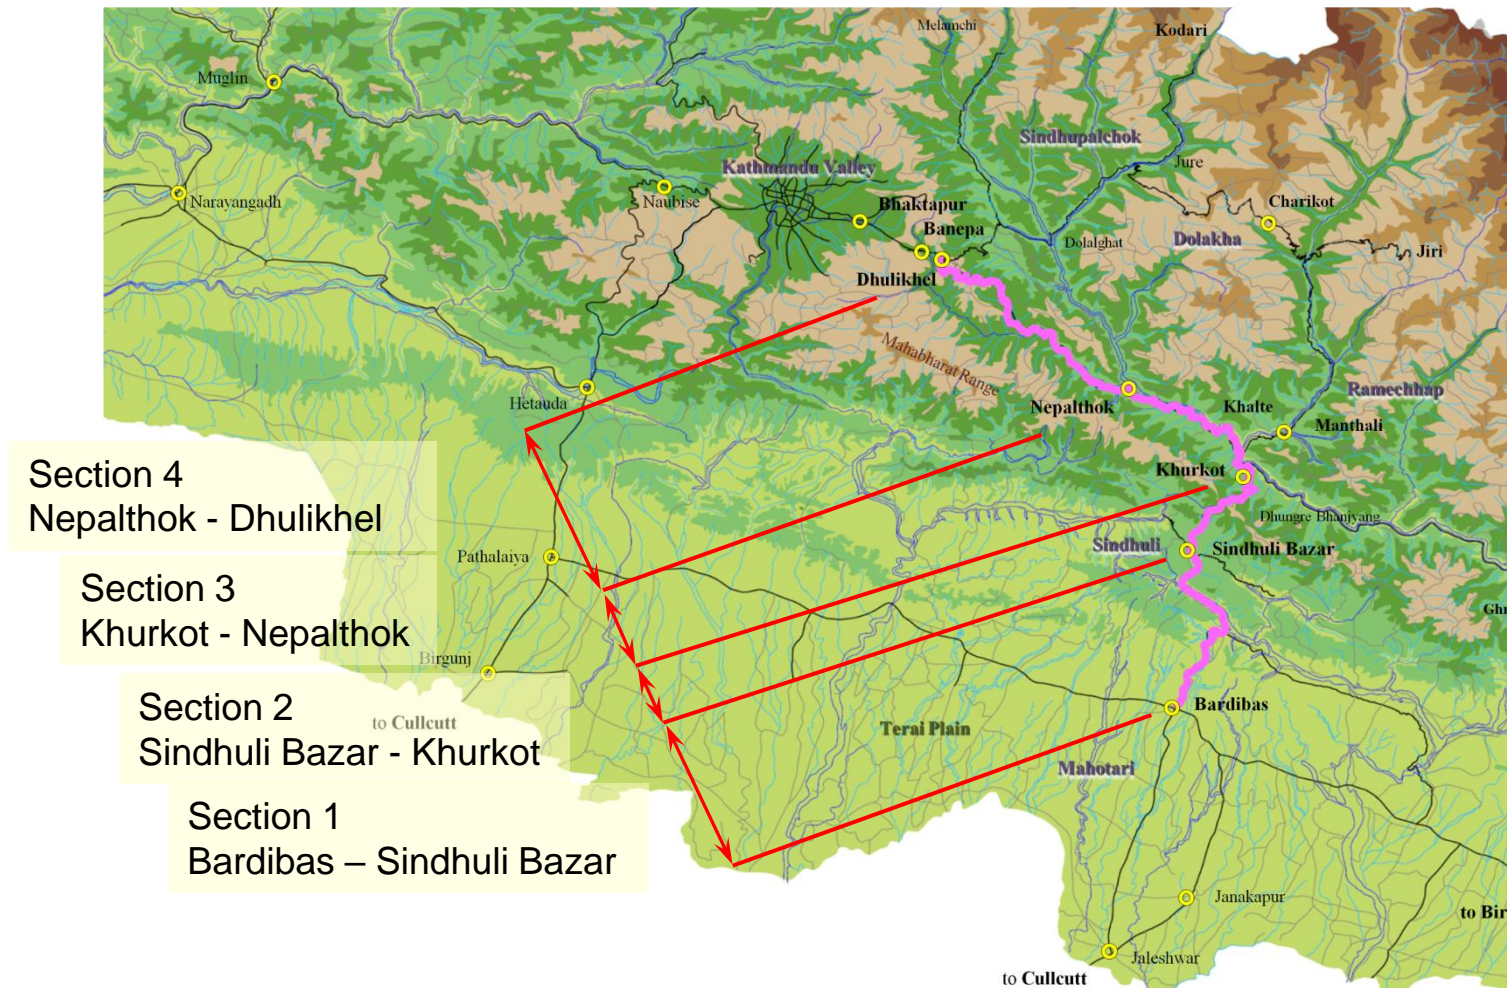 Melamchi
Kodari
Muglin
Sindhupalchok
Kathmandu Valley
Jure
Narayangadh
Naubise
Bhaktapur
Charikot
Banepa
Dolalghat
Dolakha
Jiri
Dhulikhel
Mahabharat Range
Hetauda
Nepalthok
Khalte
Ramechhap
Manthali
Khurkot
Section 4
Nepalthok - Dhulikhel
Dhungre Bhanjyang
Pathalaiya
Sindhuli
Sindhuli Bazar
Section 3
Khurkot - Nepalthok
Birgunj
Section 2
Sindhuli Bazar - Khurkot
to Cullcutt
Bardibas
Terai Plain
Mahotari
Section 1
Bardibas – Sindhuli Bazar
Janakapur
to Bir
Jaleshwar
to Cullcutt